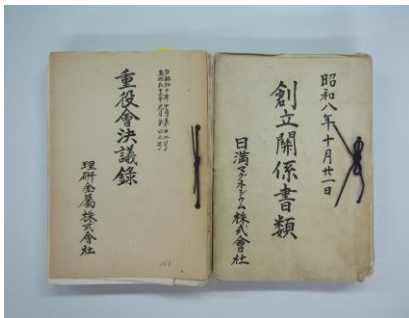 昭和八年十月廿一日
創立關係書類
日満マグネシウム株式會社
重役會決議錄
理研金屬株式會社
166